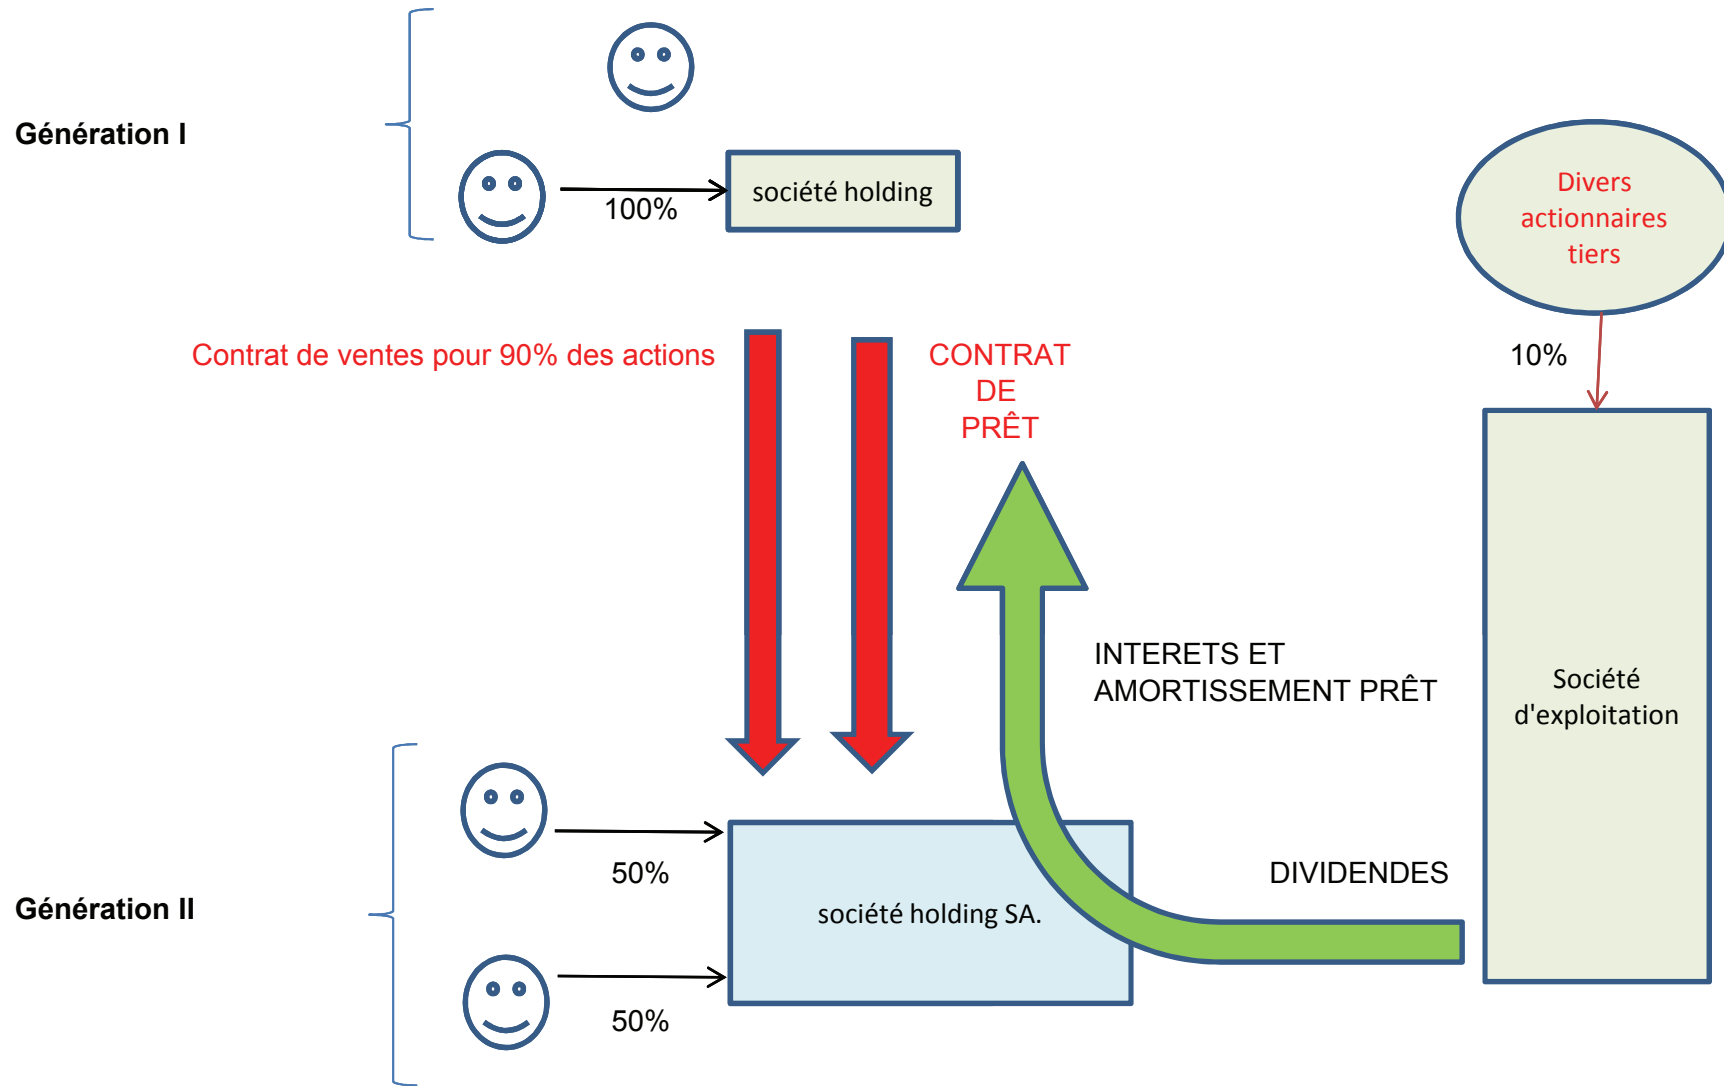 Génération I
100%
société holding
Divers
actionnaires
tiers
10%
Contrat de ventes pour 90% des actions
CONTRAT
DE
PRÊT
INTERETS ET
AMORTISSEMENT PRÊT
Société
d'exploitation
DIVIDENDES
Génération II
50%
société holding SA.
50%